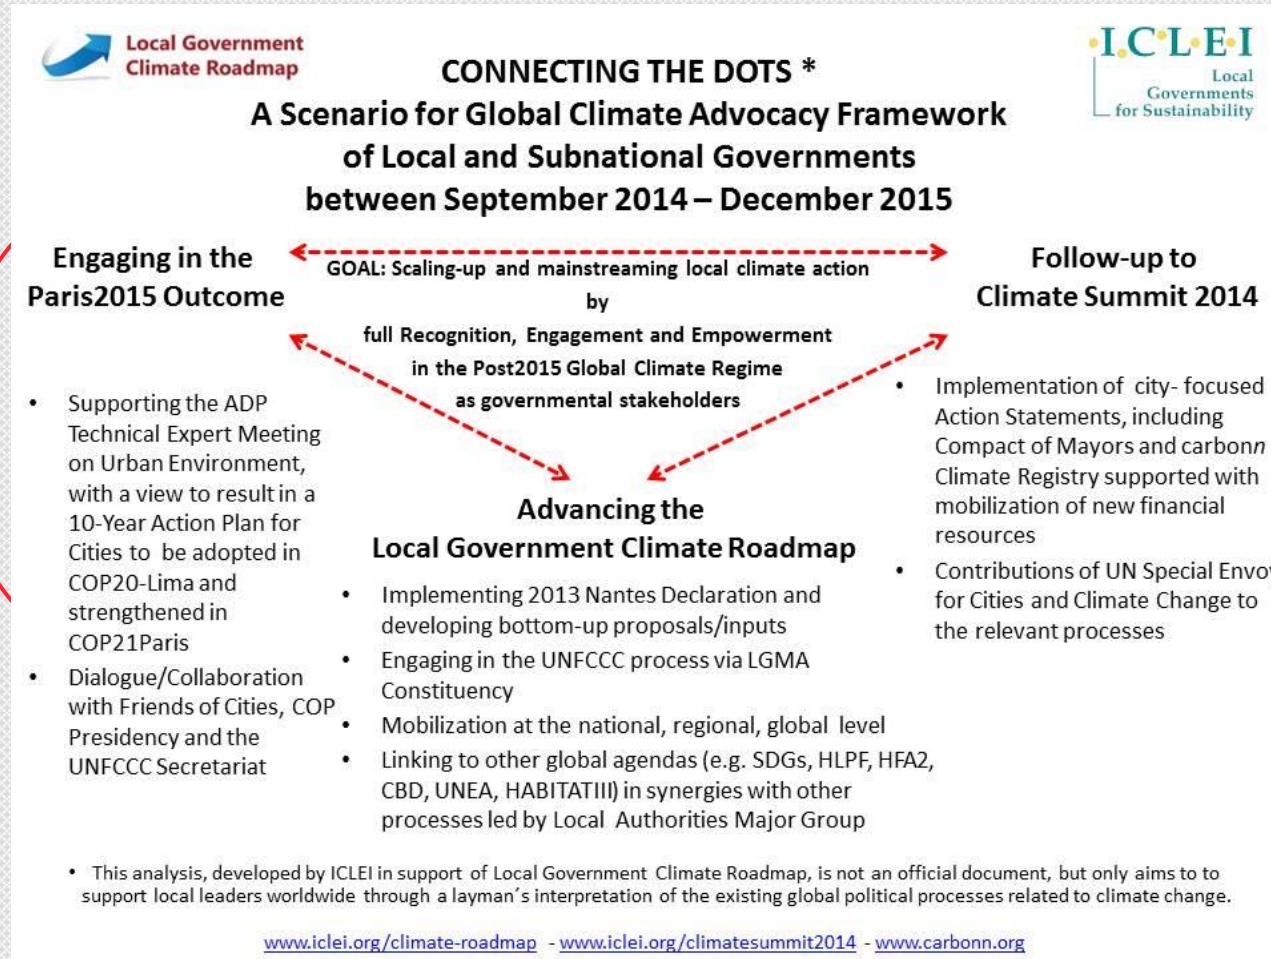 Local Government
Climate Roadmap
I.C.L.E.I
Local
Governments
for Sustainability
CONNECTING THE DOTS *
A Scenario for Global Climate Advocacy Framework
of Local and Subnational Governments
between September 2014 – December 2015
Engaging in the
Paris2015 Outcome
GOAL: Scaling-up and mainstreaming local climate action
by
full Recognition, Engagement and Empowerment
in the Post2015 Global Climate Regime
as governmental stakeholders
Follow-up to
Climate Summit 2014
• Supporting the ADP
Technical Expert Meeting
on Urban Environment,
with a view to result in a
10-Year Action Plan for
Cities to be adopted in
COP20-Lima and
strengthened in
COP21Paris
• Dialogue/Collaboration
with Friends of Cities, COP
Presidency and the
UNFCCC Secretariat
Advancing the
Local Government Climate Roadmap
• Implementing 2013 Nantes Declaration and
developing bottom-up proposals/inputs
• Engaging in the UNFCCC process via LGMA
Constituency
• Mobilization at the national, regional, global level
• Linking to other global agendas (e.g. SDGs, HLPF, HFA2,
CBD, UNEA, HABITATIII) in synergies with other
processes led by Local Authorities Major Group
• Implementation of city- focused
Action Statements, including
Compact of Mayors and carbonn
Climate Registry supported with
mobilization of new financial
resources
• Contributions of UN Special Envoy
for Cities and Climate Change to
the relevant processes
• This analysis, developed by ICLEI in support of Local Government Climate Roadmap, is not an official document, but only aims to to
support local leaders worldwide through a layman´s interpretation of the existing global political processes related to climate change.
www.iclei.org/climate-roadmap - www.iclei.org/climatesummit2014 - www.carbonn.org